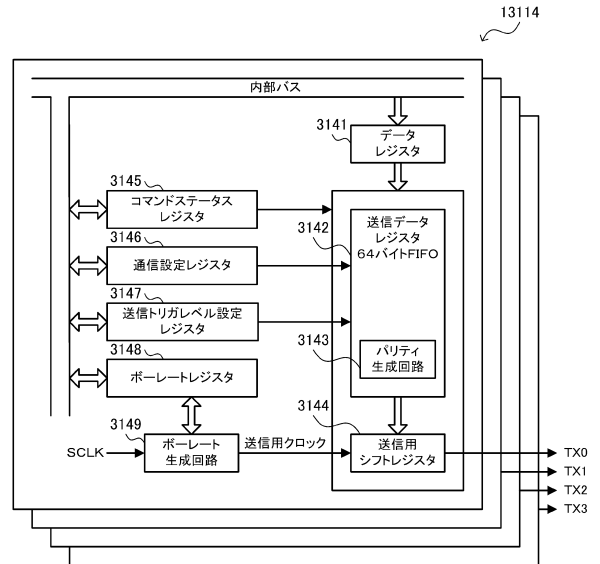 13114
内部バス
3141
データ
レジスタ
3145
コマンドステータス
レジスタ
3142
送信データ
レジスタ
64バイトFIFO
3146
通信設定レジスタ
3147
送信トリガレベル設定
レジスタ
3143
パリティ
生成回路
3148
ボーレートレジスタ
3144
送信用
シフトレジスタ
3149
SCLK
ボーレート
生成回路
送信用クロック
TX0
TX1
TX2
TX3